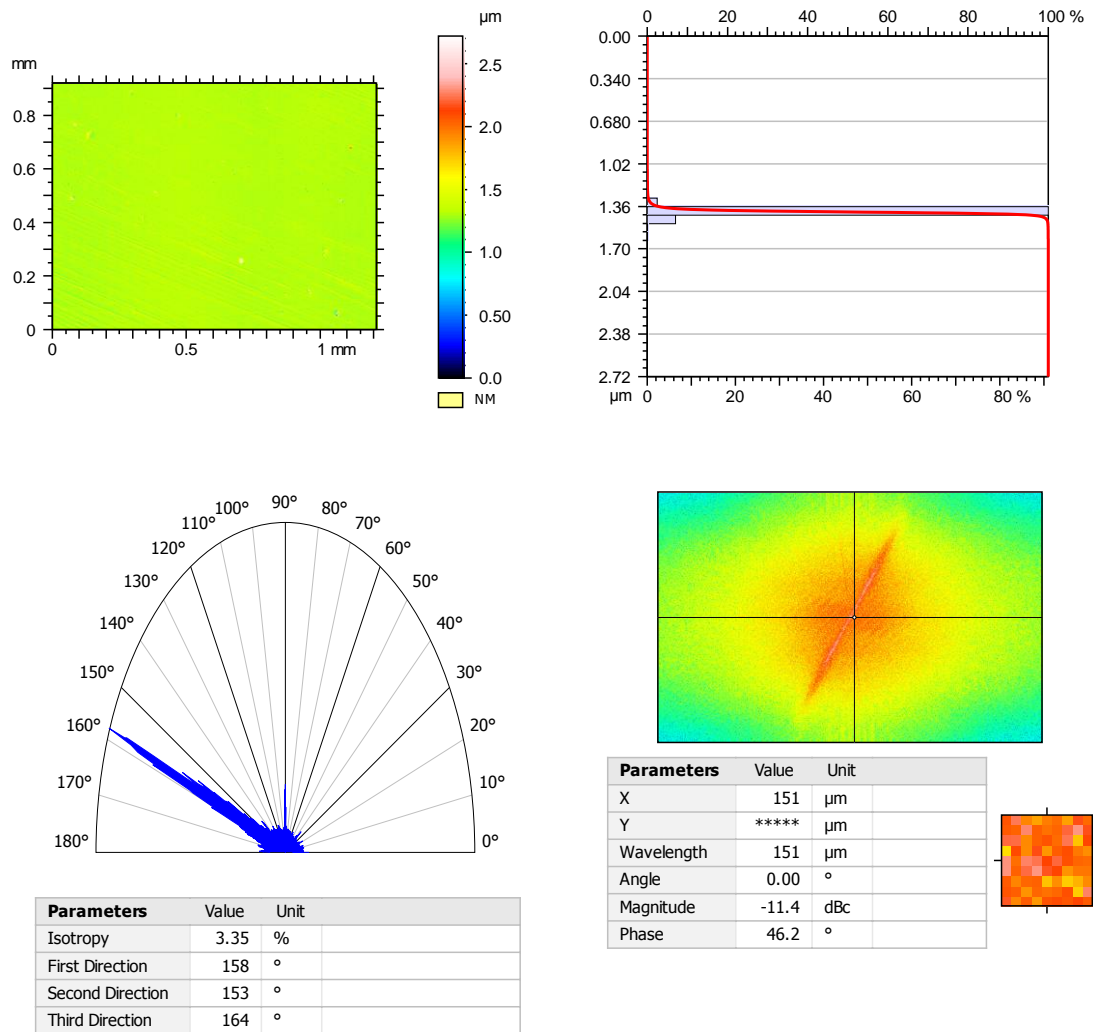 µm
mm
2.5
2.0
1.5
1.0
0.50
0.0
NM
0.8
0.6
0.4
0.2
0
0 0.5 1 mm
0 20 40 60 80 100 %
0.00
0.340
0.680
1.02
1.36
1.70
2.04
2.38
2.72
µm 0 20 40 60 80 %
90°
100° 80°
110° 70°
120° 60°
130° 50°
140° 40°
150° 30°
160° 20°
170° 10°
180° 0°
Parameters Value Unit
Isotropy 3.35 %
First Direction 158 °
Second Direction 153 °
Third Direction 164 °
Parameters Value Unit
X 151 µm
Y ***** µm
Wavelength 151 µm
Angle 0.00 °
Magnitude -11.4 dBc
Phase 46.2 °